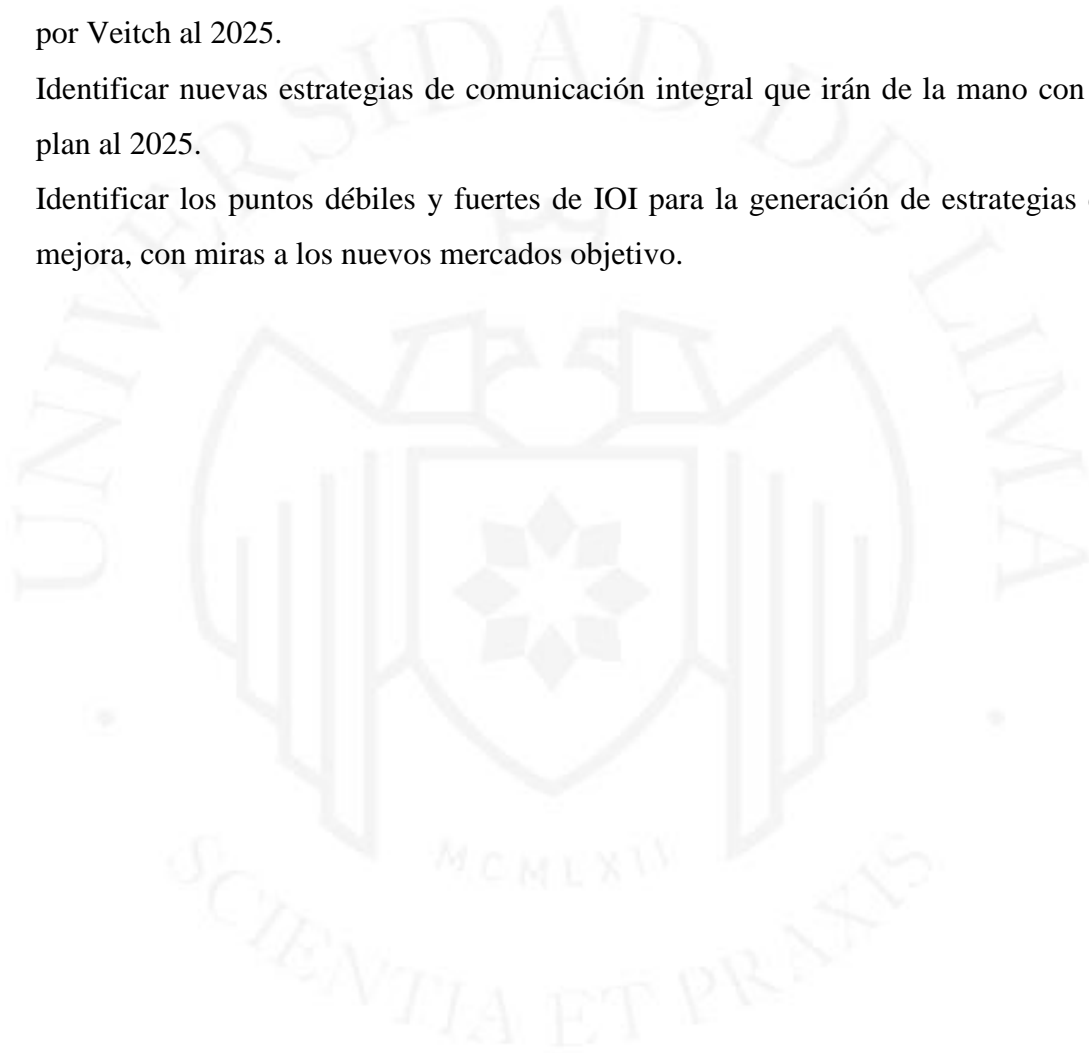 por Veitch al 2025.
Identificar nuevas estrategias de comunicación integral que irán de la mano con
plan al 2025.
Identificar los puntos débiles y fuertes de IOI para la generación de estrategias
mejora, con miras a los nuevos mercados objetivo.
UNIVERSIDAD DE LIMA
MCMLXII
SCIENTIA ET PRAXIS